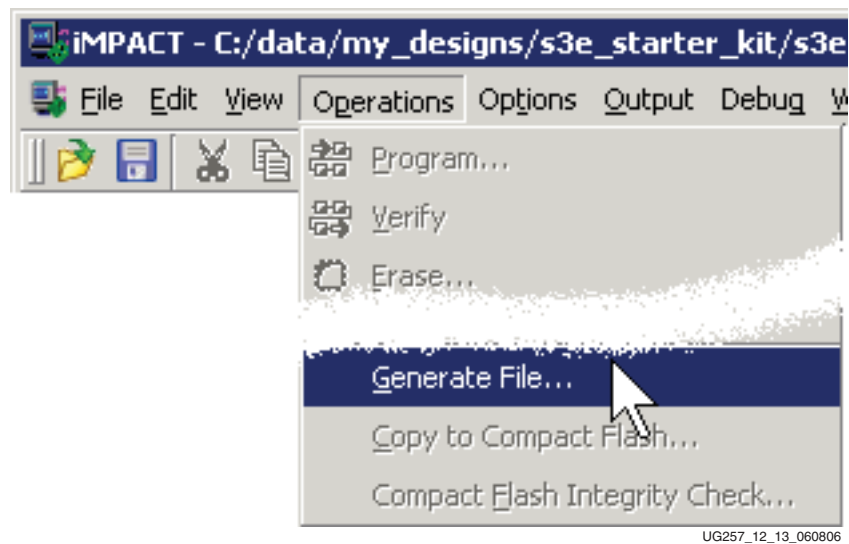 iMPACT - C:/data/my_designs/s3e_starter_kit/s3e
File Edit View Operations Options Output Debug
Program...
Verify
Erase...
Generate File...
Copy to Compact Flash...
Compact Flash Integrity Check...
UG257_12_13_060806